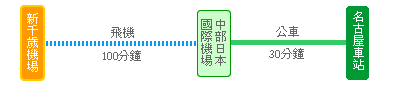 新千歲機場
飛機
100分鐘
中部日本
國際機場
公車
30分鐘
名古屋車站